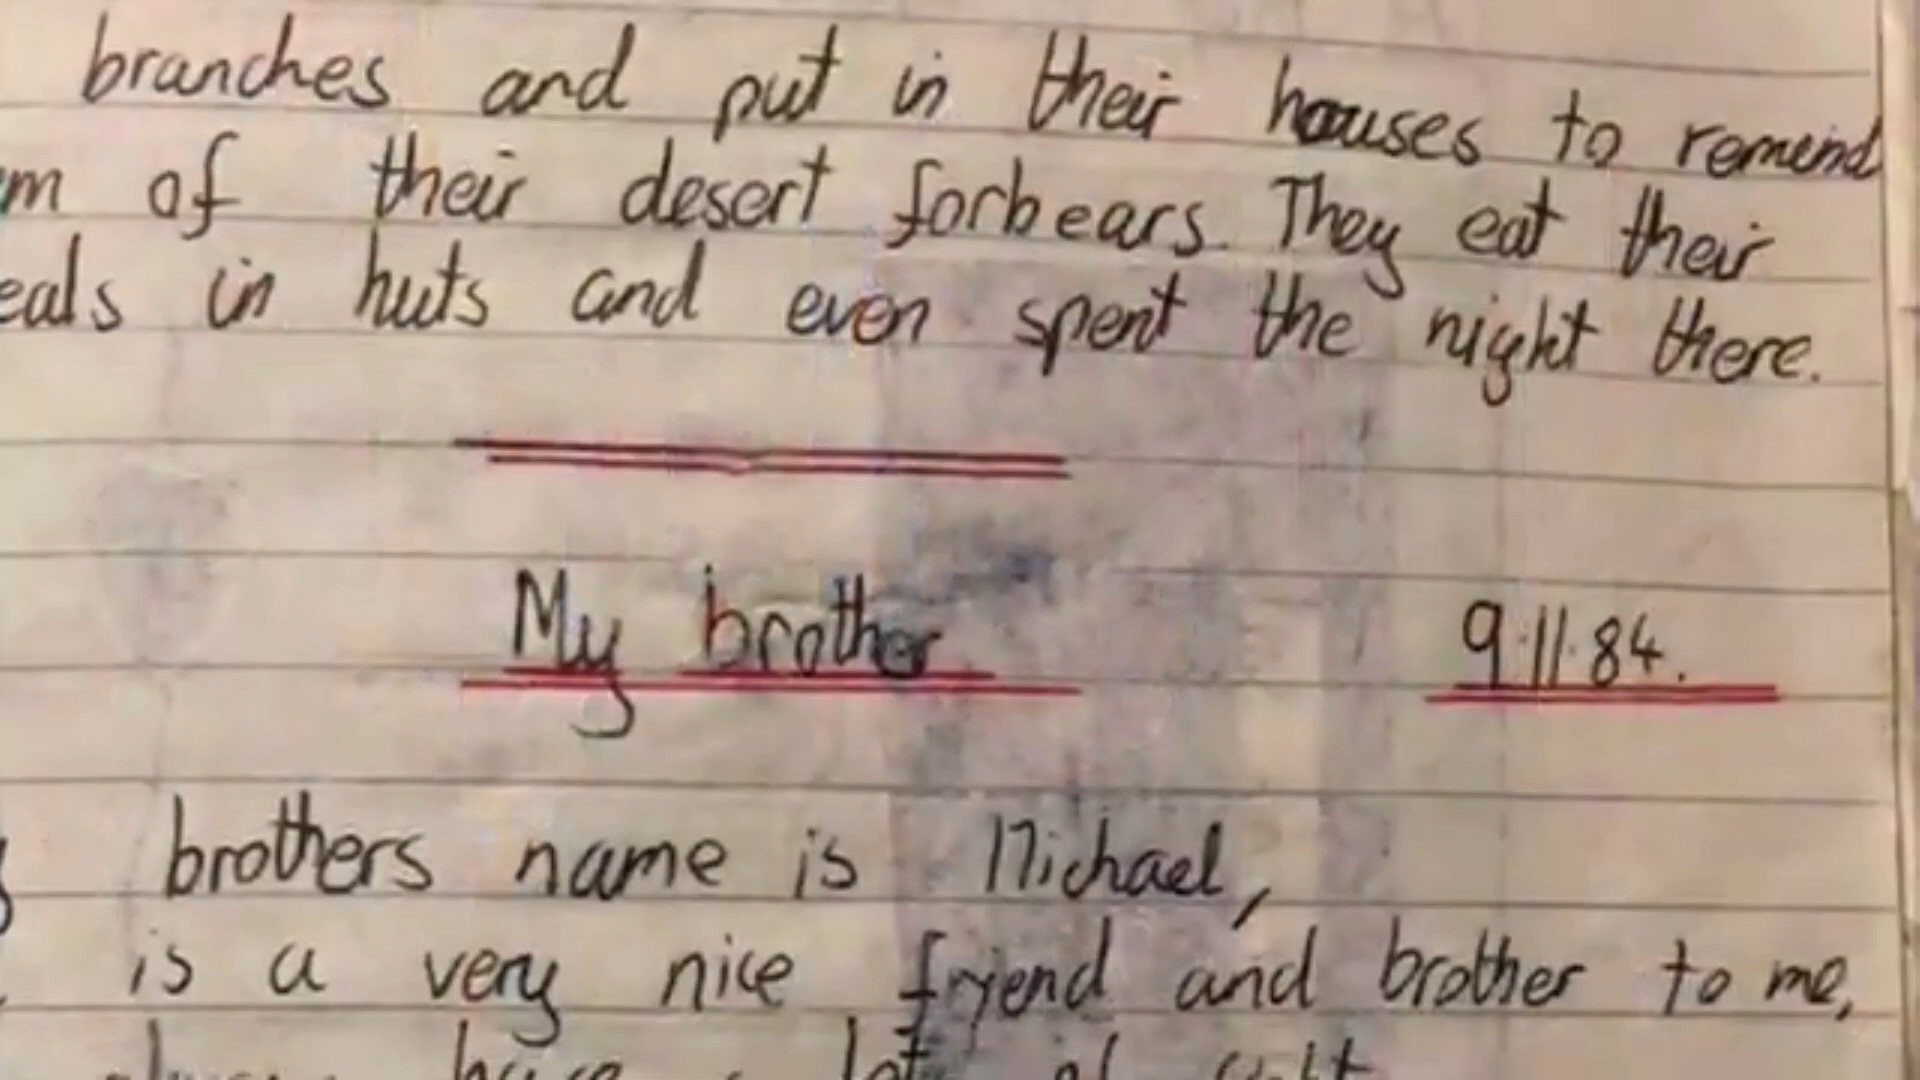 branches and put in their houses to remind
m of their desert forbears. They eat their
eals in huts and even spent the night there.
My brother 9.11.84.
brothers name is Michael,
is a very nice friend and brother to me,